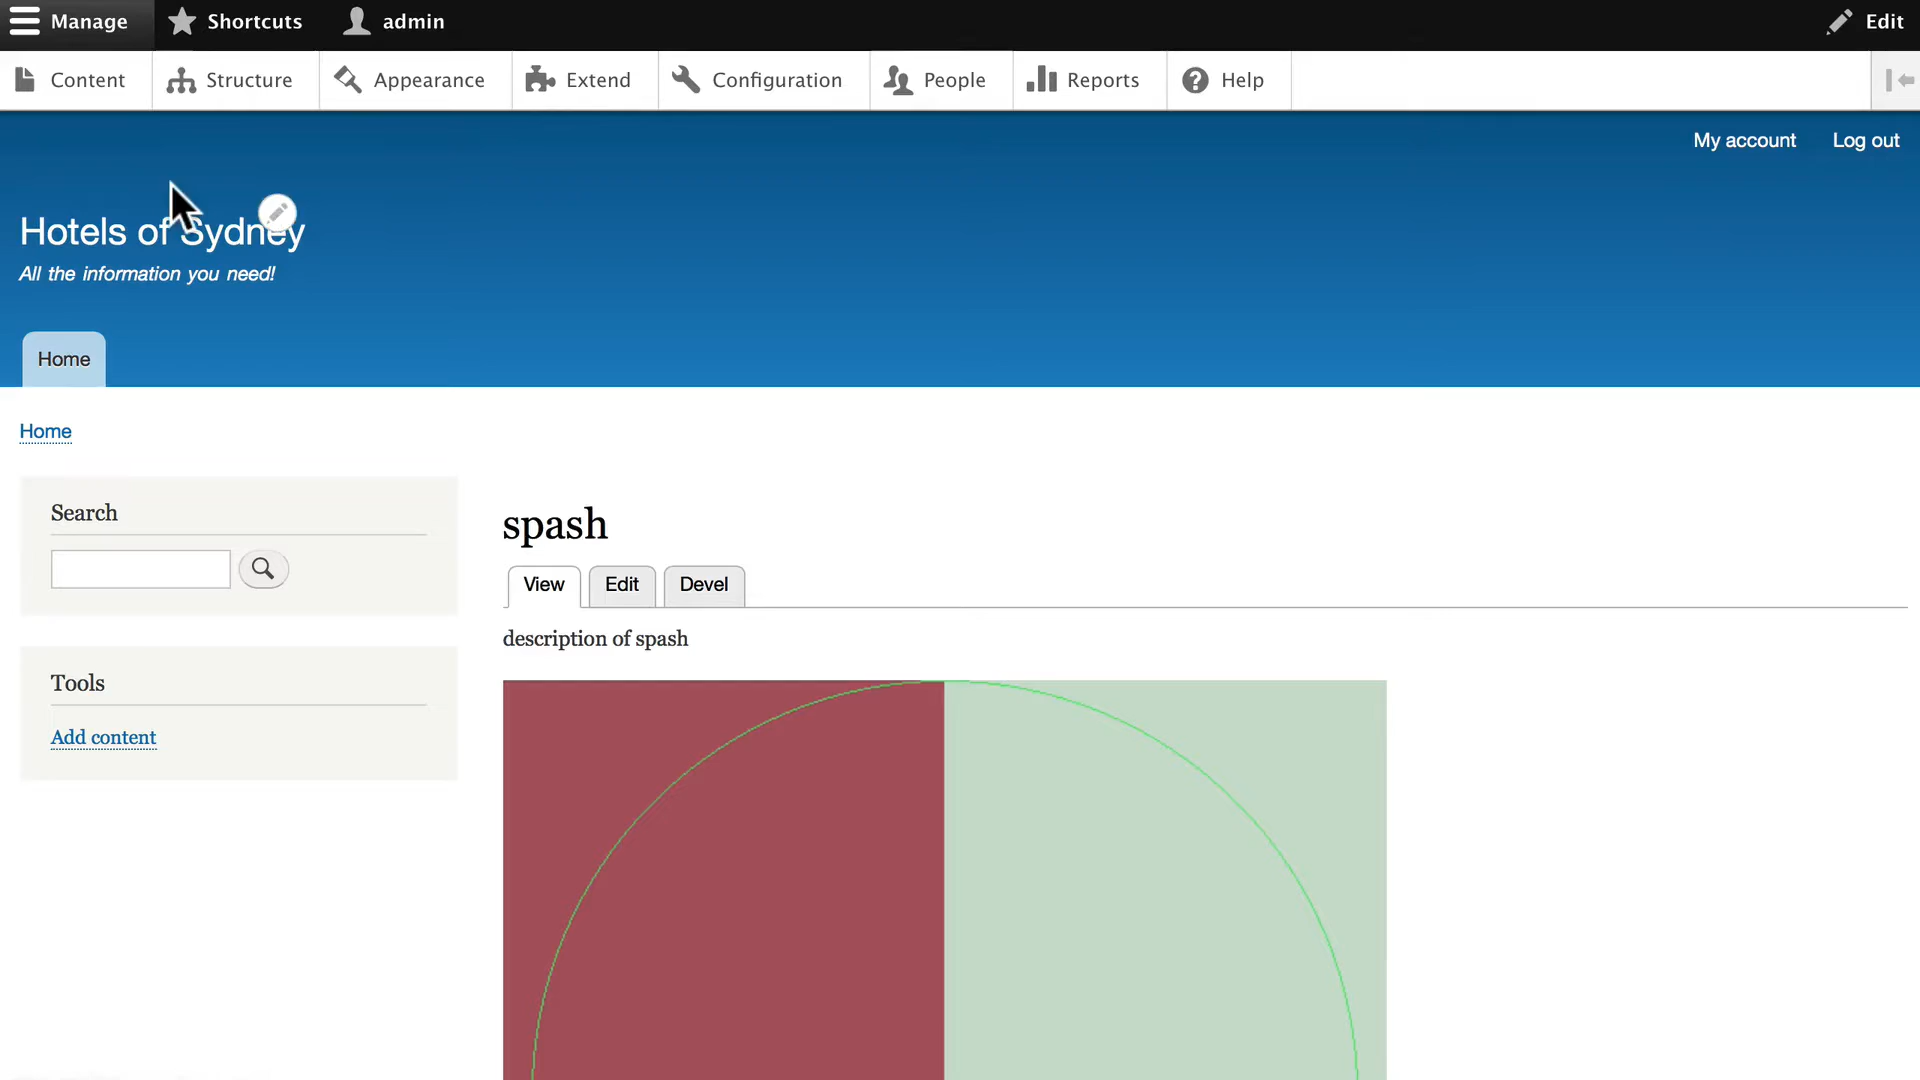 Manage Shortcuts admin Edit
Content Structure Appearance Extend Configuration People Reports Help
My account Log out
Hotels of Sydney
All the information you need!
Home
Home
Search
spash
View Edit Devel
description of spash
Tools
Add content